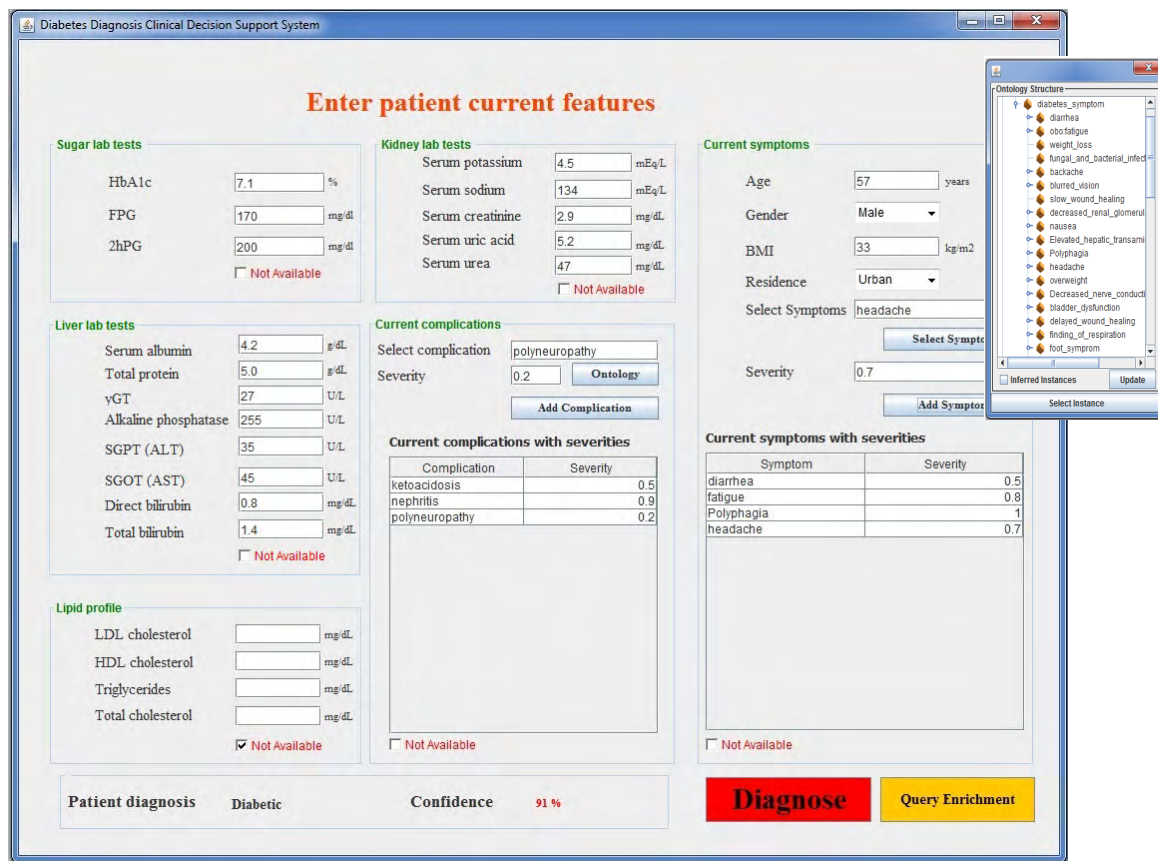 Diabetes Diagnosis Clinical Decision Support System
Enter patient current features
Sugar lab tests
HbA1c 7.1 %
FPG 170 mg/dl
2hPG 200 mg/dl
Not Available
Kidney lab tests
Serum potassium 4.5 mEq/L
Serum sodium 134 mEq/L
Serum creatinine 2.9 mg/dL
Serum uric acid 5.2 mg/dL
Serum urea 47 mg/dL
Not Available
Current symptoms
Age 57 years
Gender Male
BMI 33 kg/m2
Residence Urban
Select Symptoms headache
Select Sympto
Severity 0.7
Add Sympton
Current symptoms with severities
Symptom Severity
diarrhea 0.5
fatigue 0.8
Polyphagia 1
headache 0.7
Not Available
Liver lab tests
Serum albumin 4.2 g/dL
Total protein 5.0 g/dL
γGT 27 U/L
Alkaline phosphatase 255 U/L
SGPT (ALT) 35 U/L
SGOT (AST) 45 U/L
Direct bilirubin 0.8 mg/dL
Total bilirubin 1.4 mg/dL
Not Available
Current complications
Select complication polyneuropathy
Severity 0.2 Ontology
Add Complication
Current complications with severities
Complication Severity
ketoacidosis 0.5
nephritis 0.9
polyneuropathy 0.2
Not Available
Lipid profile
LDL cholesterol mg/dL
HDL cholesterol mg/dL
Triglycerides mg/dL
Total cholesterol mg/dL
Not Available
Patient diagnosis Diabetic Confidence 91 %
Diagnose
Query Enrichment
Ontology Structure
diabetes_symptom
diarrhea
obo:fatigue
weight_loss
fungal_and_bacterial_infect
backache
blurred_vision
slow_wound_healing
decreased_renal_glomerul
nausea
Elevated_hepatic_transami
Polyphagia
headache
overweight
Decreased_nerve_conducti
bladder_dysfunction
delayed_wound_healing
finding_of_respiration
foot_symprom
Inferred Instances Update
Select Instance